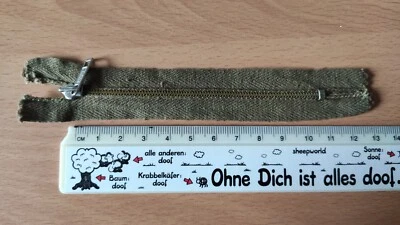 CM 1 2 3 4 5 6 7 8 9 10 11 12 13 14
alle anderen:
doof
sheepworld
Sonne:
doof
Baum:
doof
Krabbelkäfer:
doof
Ohne Dich ist alles doof.